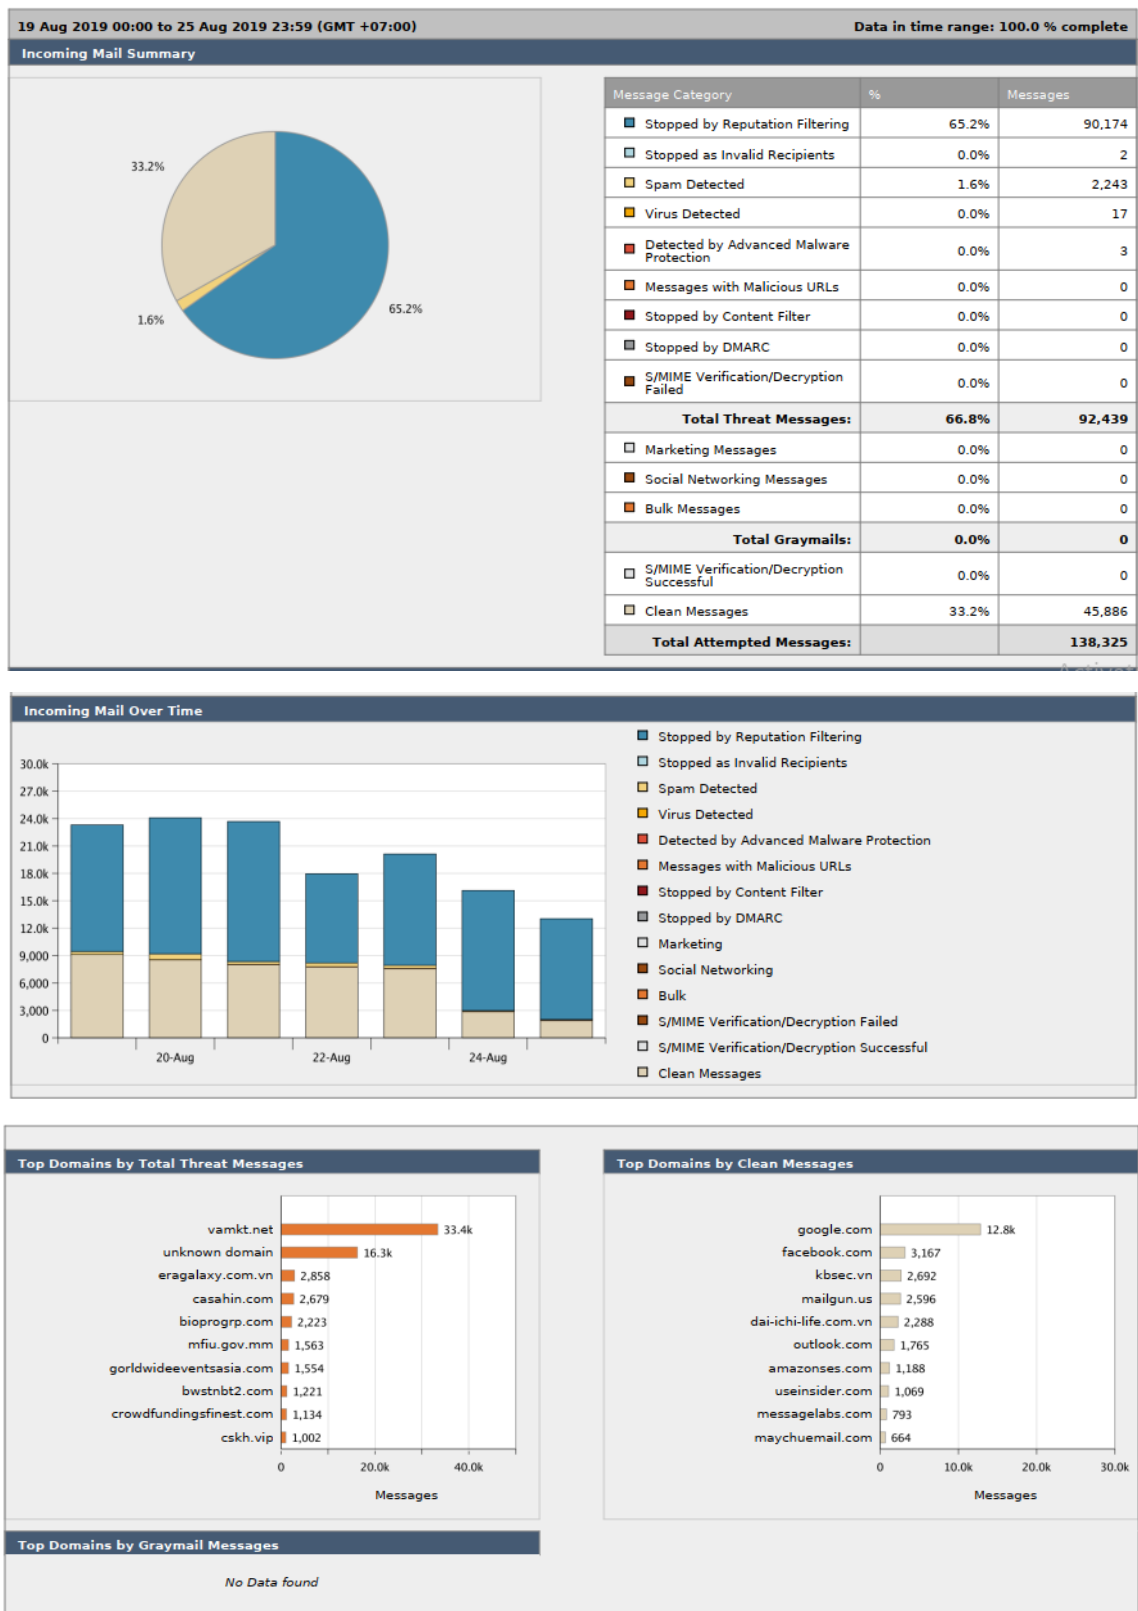 19 Aug 2019 00:00 to 25 Aug 2019 23:59 (GMT +07:00) Data in time range: 100.0 % complete
Incoming Mail Summary
33.2%
1.6%
65.2%
Message Category % Messages
Stopped by Reputation Filtering 65.2% 90,174
Stopped as Invalid Recipients 0.0% 2
Spam Detected 1.6% 2,243
Virus Detected 0.0% 17
Detected by Advanced Malware
Protection 0.0% 3
Messages with Malicious URLs 0.0% 0
Stopped by Content Filter 0.0% 0
Stopped by DMARC 0.0% 0
S/MIME Verification/Decryption
Failed 0.0% 0
Total Threat Messages: 66.8% 92,439
Marketing Messages 0.0% 0
Social Networking Messages 0.0% 0
Bulk Messages 0.0% 0
Total Graymails: 0.0% 0
S/MIME Verification/Decryption
Successful 0.0% 0
Clean Messages 33.2% 45,886
Total Attempted Messages: 138,325
Incoming Mail Over Time
30.0k
27.0k
24.0k
21.0k
18.0k
15.0k
12.0k
9,000
6,000
3,000
0
20-Aug 22-Aug 24-Aug
Stopped by Reputation Filtering
Stopped as Invalid Recipients
Spam Detected
Virus Detected
Detected by Advanced Malware Protection
Messages with Malicious URLs
Stopped by Content Filter
Stopped by DMARC
Marketing
Social Networking
Bulk
S/MIME Verification/Decryption Failed
S/MIME Verification/Decryption Successful
Clean Messages
Top Domains by Total Threat Messages
vamkt.net 33.4k
unknown domain 16.3k
eragalaxy.com.vn 2,858
casahin.com 2,679
bioprogrp.com 2,223
mfiu.gov.mm 1,563
gorldwideeventsasia.com 1,554
bwstnbt2.com 1,221
crowdfundingsfinest.com 1,134
cskh.vip 1,002
0 20.0k 40.0k
Messages
Top Domains by Clean Messages
google.com 12.8k
facebook.com 3,167
kbsec.vn 2,692
mailgun.us 2,596
dai-ichi-life.com.vn 2,288
outlook.com 1,765
amazonses.com 1,188
useinsider.com 1,069
messagelabs.com 793
maychuemail.com 664
0 10.0k 20.0k 30.0k
Messages
Top Domains by Graymail Messages
No Data found